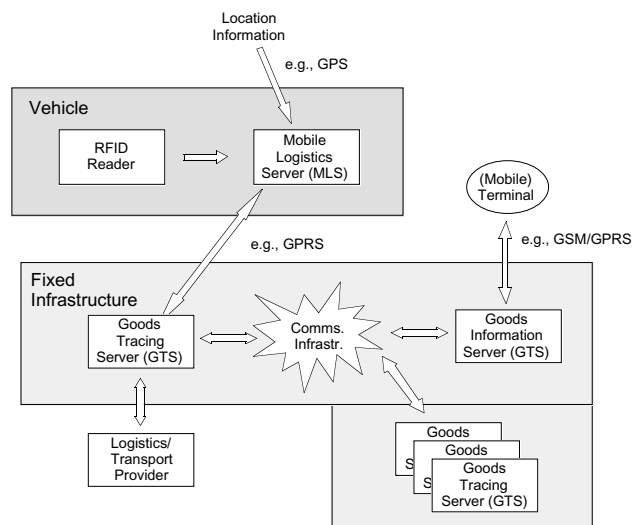 Location
Information
e.g., GPS
Vehicle
RFID
Reader
Mobile
Logistics
Server (MLS)
(Mobile)
Terminal
e.g., GPRS
e.g., GSM/GPRS
Fixed
Infrastructure
Goods
Tracing
Server (GTS)
Comms.
Infrastr.
Goods
Information
Server (GTS)
Logistics/
Transport
Provider
Goods
S
Goods
S
Goods
Tracing
Server (GTS)